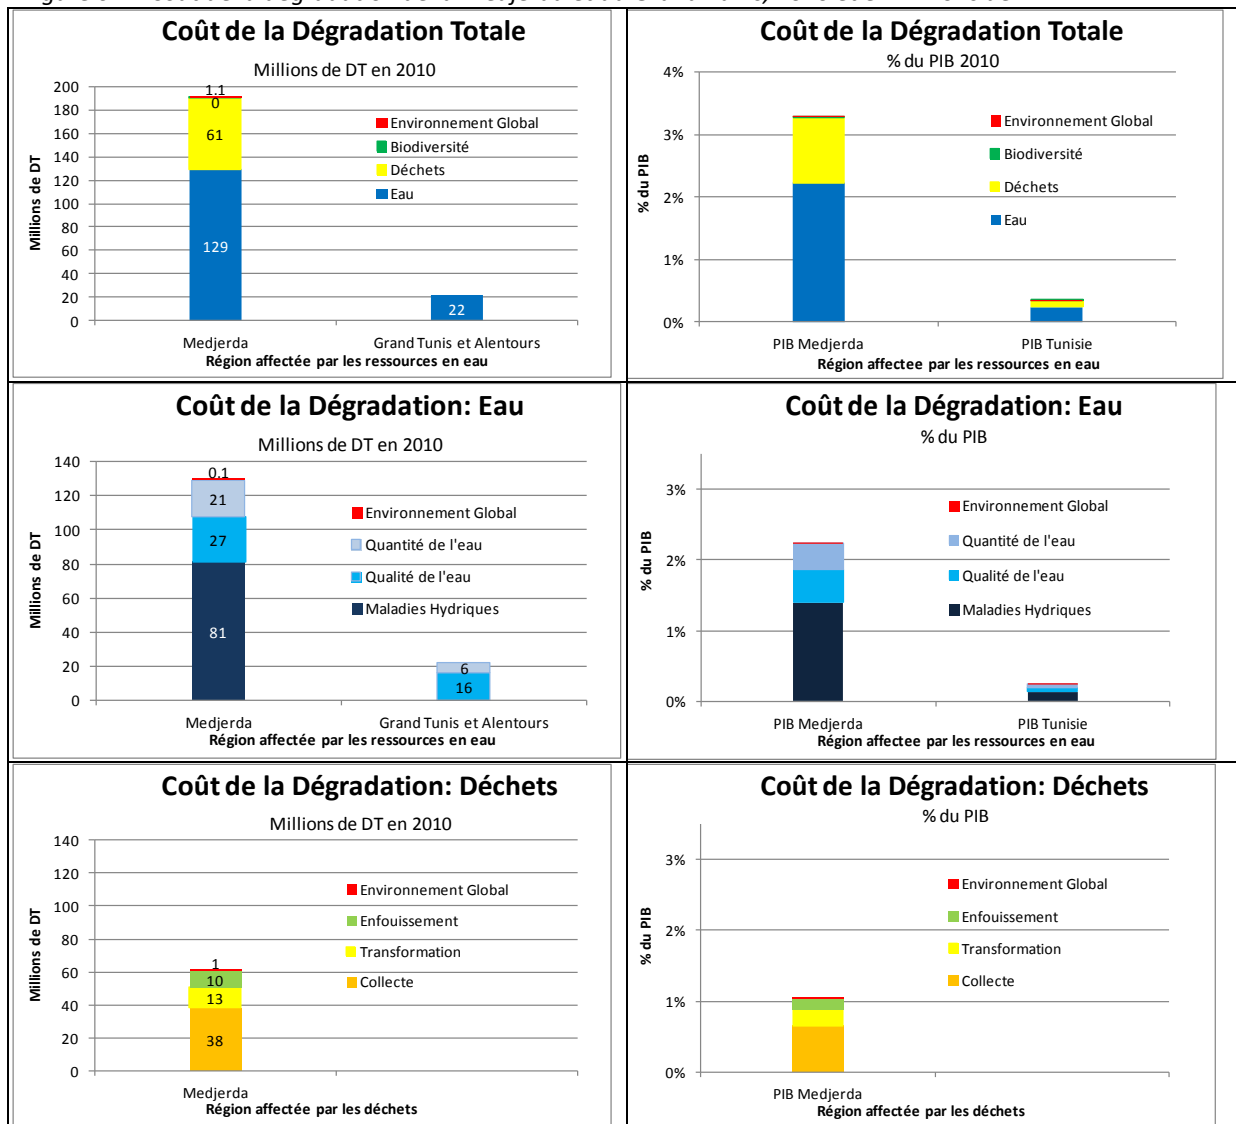 Coût de la Dégradation Totale
Millions de DT en 2010
200
180
160
140
120
100
80
60
40
20
0
Millions de DT
1.1
0
61
129
22
Environnement Global
Biodiversité
Déchets
Eau
Medjerda
Grand Tunis et Alentours
Région affectée par les ressources en eau
Coût de la Dégradation Totale
% du PIB 2010
4%
3%
2%
1%
0%
% du PIB
Environnement Global
Biodiversité
Déchets
Eau
PIB Medjerda
PIB Tunisie
Région affectée par les ressources en eau
Coût de la Dégradation: Eau
Millions de DT en 2010
140
120
100
80
60
40
20
0
Millions de DT
0.1
21
27
81
6
16
Environnement Global
Quantité de l'eau
Qualité de l'eau
Maladies Hydriques
Medjerda
Grand Tunis et Alentours
Région affectée par les ressources en eau
Coût de la Dégradation: Eau
% du PIB
3%
2%
1%
0%
% du PIB
Environnement Global
Quantité de l'eau
Qualité de l'eau
Maladies Hydriques
PIB Medjerda
PIB Tunisie
Région affectee par les ressources en eau
Coût de la Dégradation: Déchets
Millions de DT en 2010
140
120
100
80
60
40
20
0
Millions de DT
1
10
13
38
Environnement Global
Enfouissement
Transformation
Collecte
Medjerda
Région affectée par les déchets
Coût de la Dégradation: Déchets
% du PIB
3%
2%
1%
0%
% du PIB
Environnement Global
Enfouissement
Transformation
Collecte
PIB Medjerda
Région affectée par les déchets